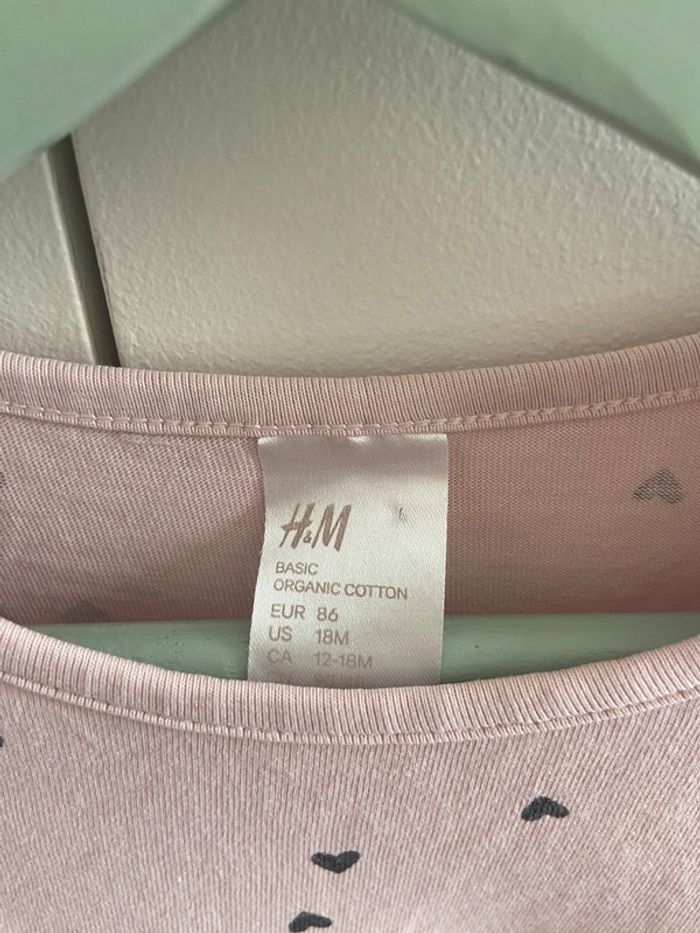 H&M
BASIC
ORGANIC COTTON
EUR 86
US 18M
CA 12-18M